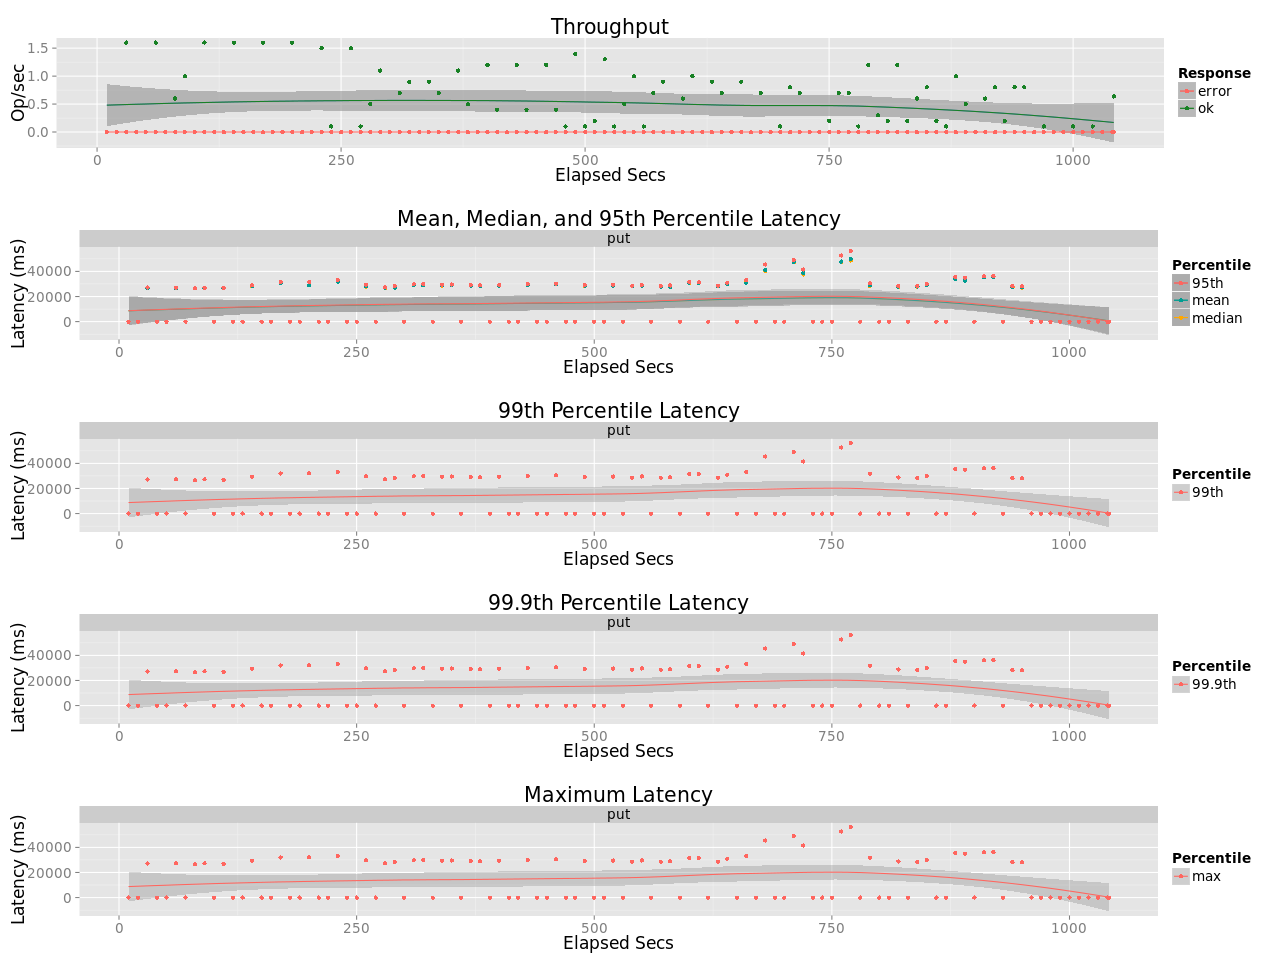 Throughput
Op/sec
1.5
1.0
0.5
0.0
0 250 500 750 1000
Elapsed Secs
Response
error
ok
Mean, Median, and 95th Percentile Latency
put
Latency (ms)
40000
20000
0
0 250 500 750 1000
Elapsed Secs
Percentile
95th
mean
median
99th Percentile Latency
put
Latency (ms)
40000
20000
0
0 250 500 750 1000
Elapsed Secs
Percentile
99th
99.9th Percentile Latency
put
Latency (ms)
40000
20000
0
0 250 500 750 1000
Elapsed Secs
Percentile
99.9th
Maximum Latency
put
Latency (ms)
40000
20000
0
0 250 500 750 1000
Elapsed Secs
Percentile
max